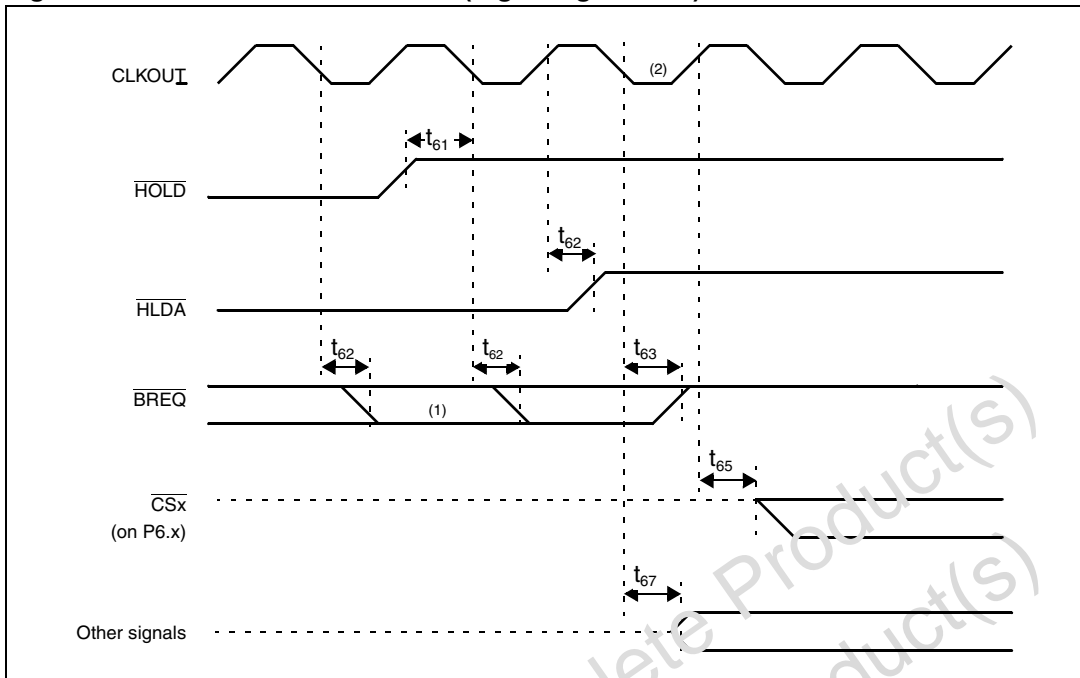 CLKOUT
(2)
t61
HOLD
t62
HLDA
t62
t62
t63
BREQ
(1)
t65
CSx
(on P6.x)
t67
Other signals